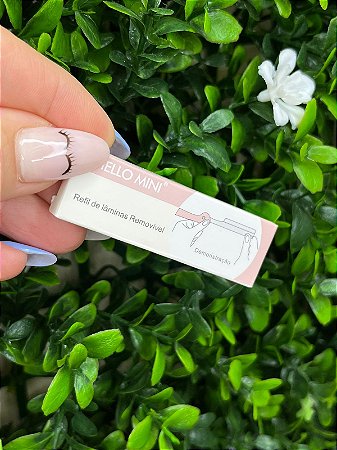 ELLO MINI®
Refil de lâminas Removível
Demonstração